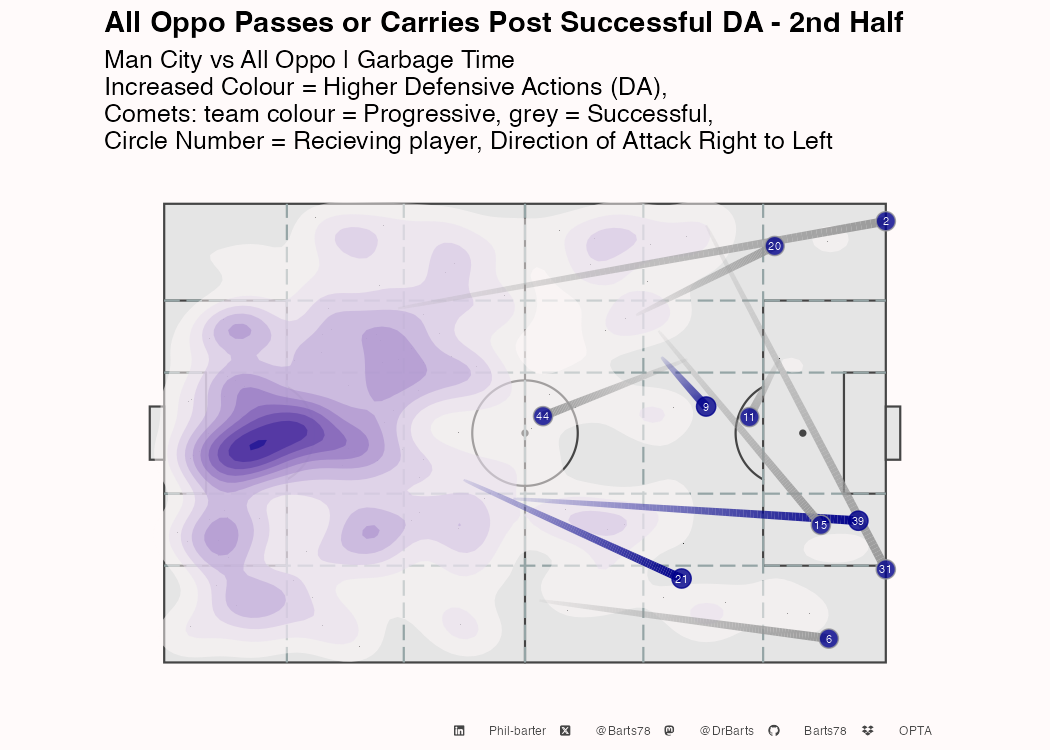 All Oppo Passes or Carries Post Successful DA - 2nd Half
Man City vs All Oppo | Garbage Time
Increased Colour = Higher Defensive Actions (DA),
Comets: team colour = Progressive, grey = Successful,
Circle Number = Recieving player, Direction of Attack Right to Left
2
20
9
44
11
15
39
31
21
6
Phil-barter @Barts78 @DrBarts Barts78 OPTA